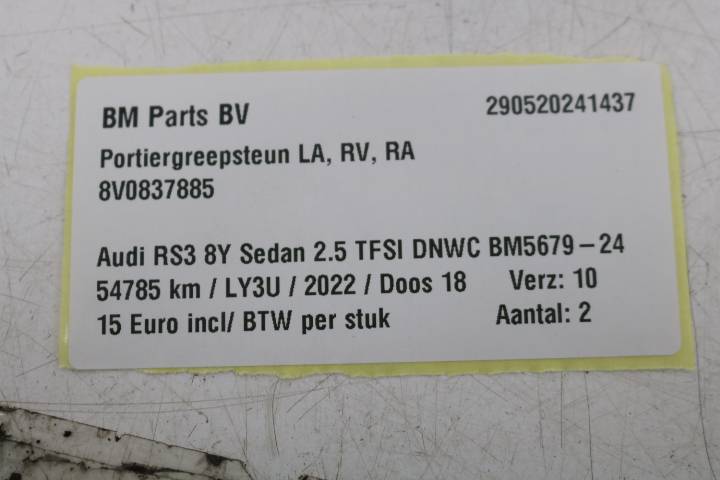 BM Parts BV 290520241437
Portiergreepsteun LA, RV, RA
8V0837885
Audi RS3 8Y Sedan 2.5 TFSI DNWC BM5679-24
54785 km / LY3U / 2022 / Doos 18 Verz: 10
15 Euro incl/ BTW per stuk Aantal: 2